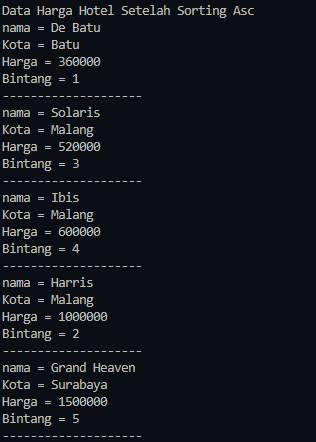 Data Harga Hotel Setelah Sorting Asc
nama = De Batu
Kota = Batu
Harga = 360000
Bintang = 1
--------------------
nama = Solaris
Kota = Malang
Harga = 520000
Bintang = 3
--------------------
nama = Ibis
Kota = Malang
Harga = 600000
Bintang = 4
--------------------
nama = Harris
Kota = Malang
Harga = 1000000
Bintang = 2
--------------------
nama = Grand Heaven
Kota = Surabaya
Harga = 1500000
Bintang = 5
--------------------